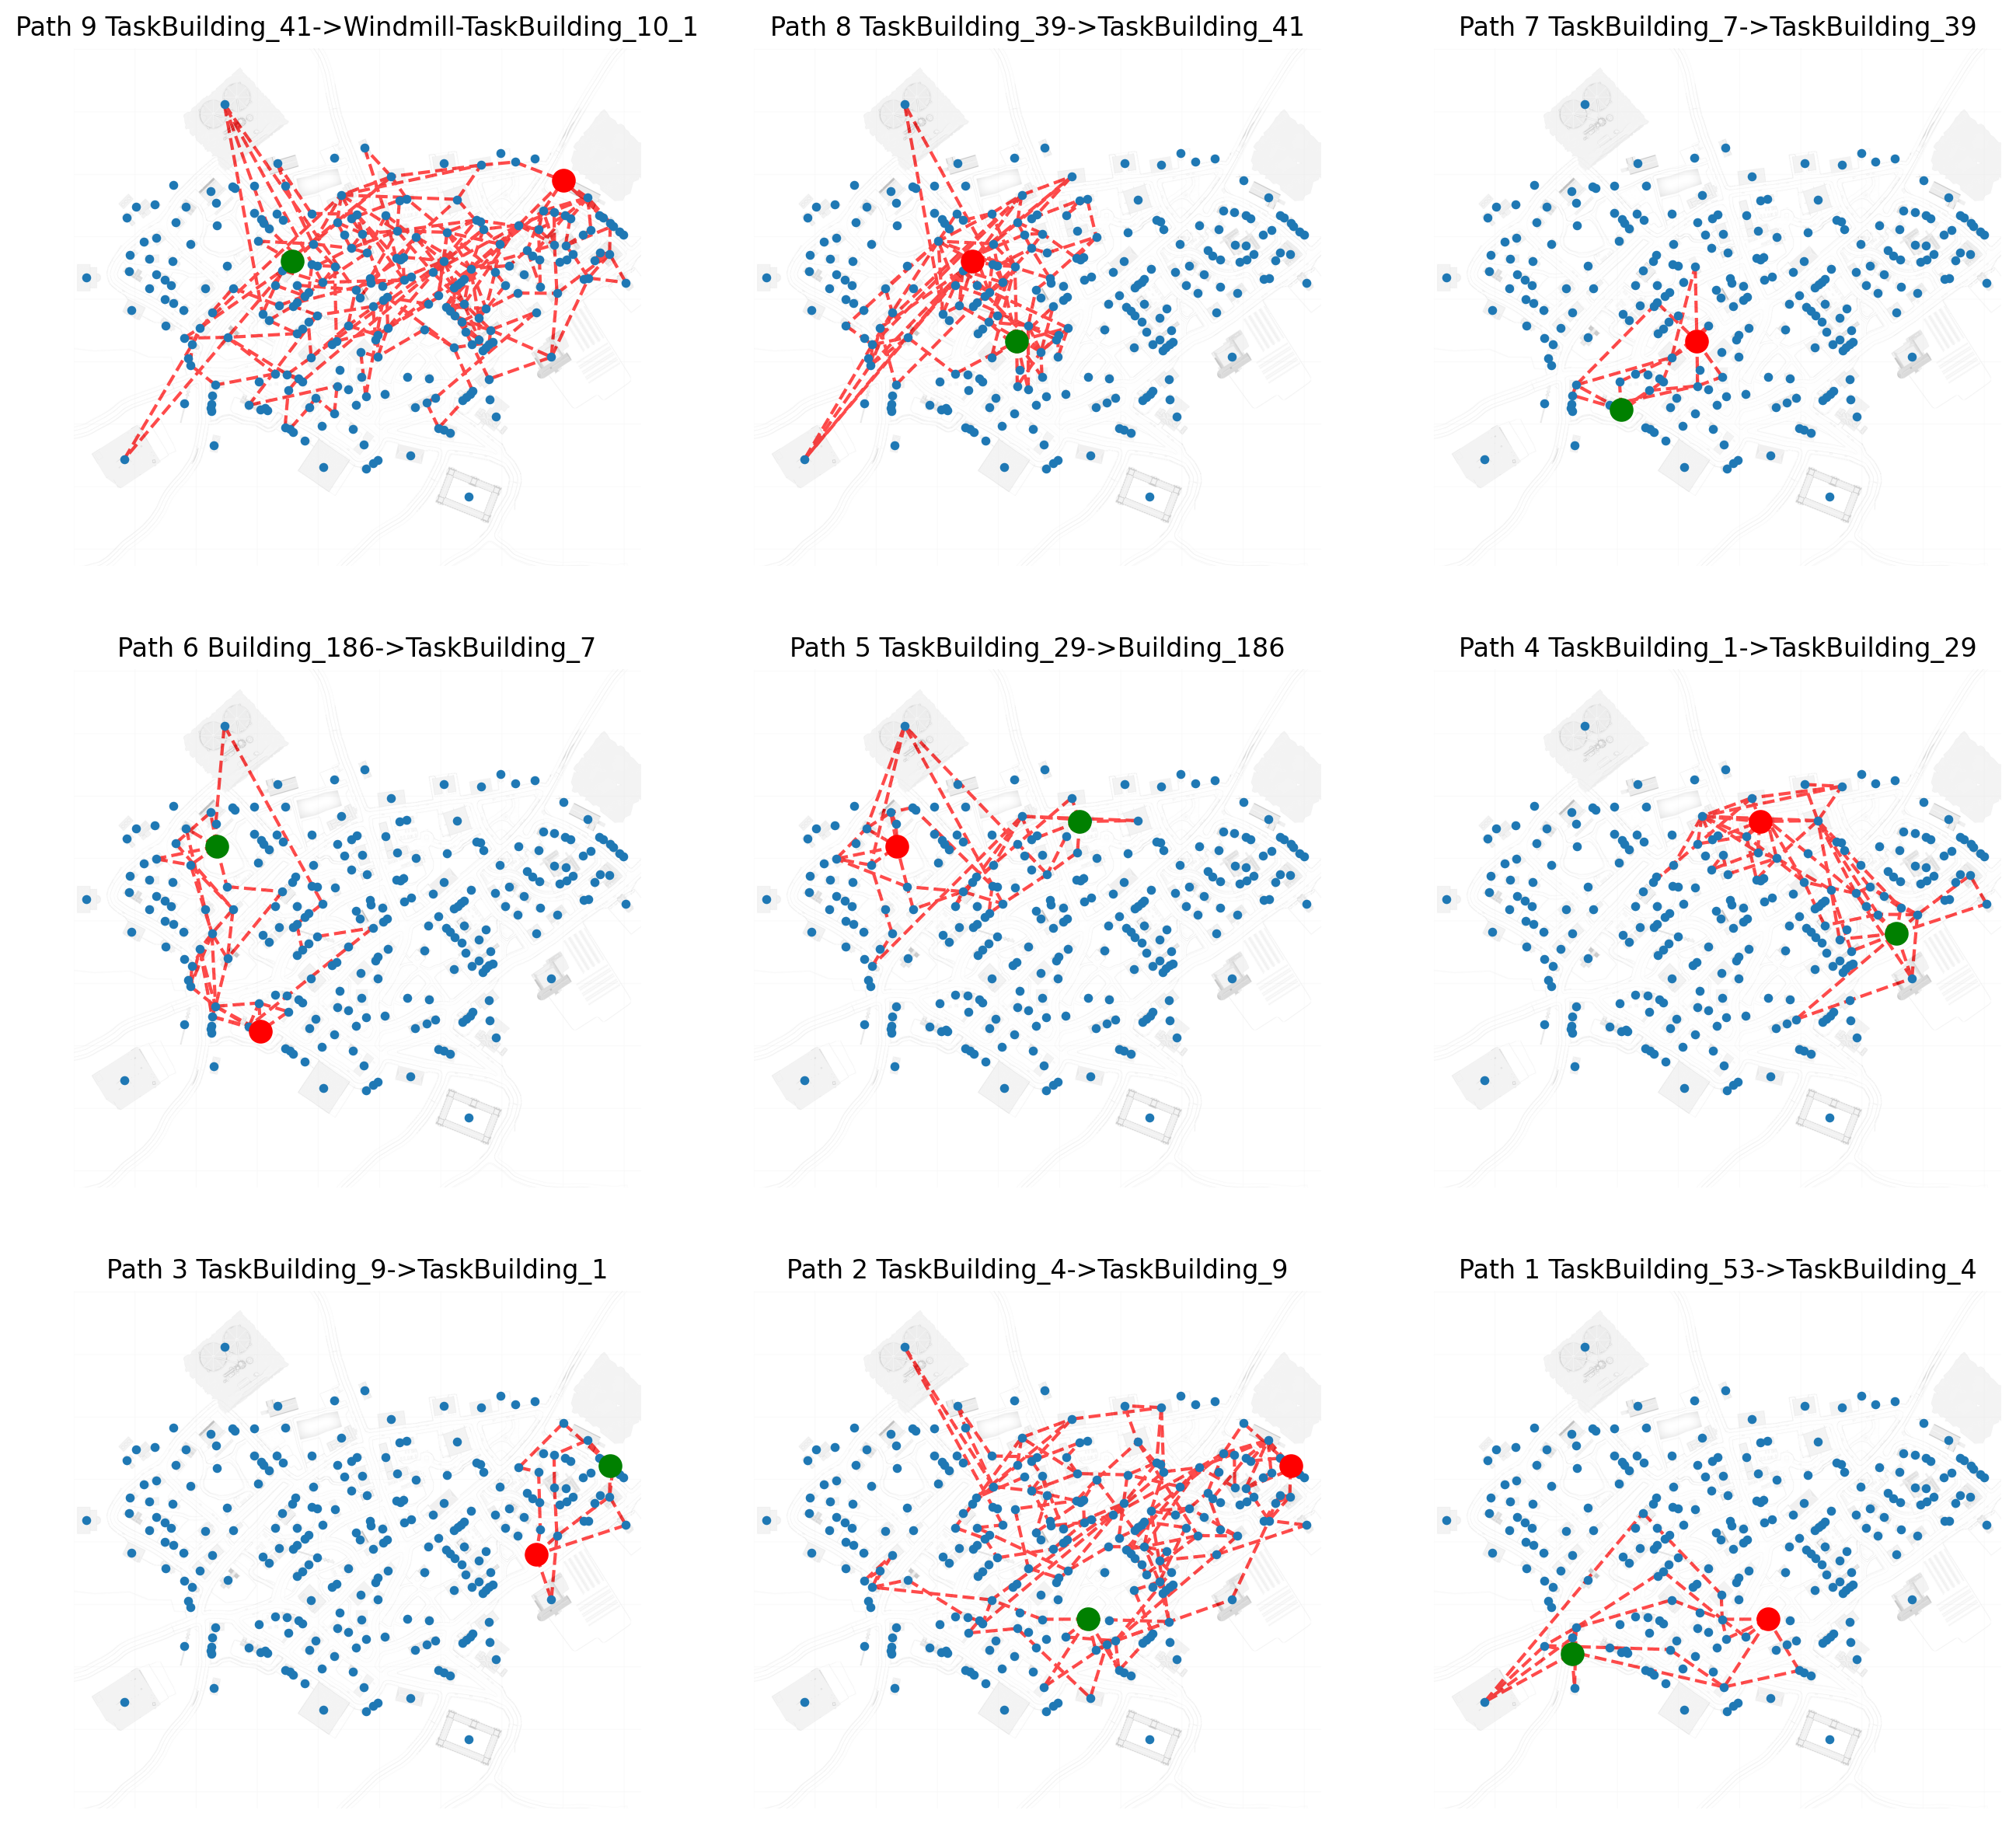 Path 9 TaskBuilding_41->Windmill-TaskBuilding_10_1
Path 8 TaskBuilding_39->TaskBuilding_41
Path 7 TaskBuilding_7->TaskBuilding_39
Path 6 Building_186->TaskBuilding_7
Path 5 TaskBuilding_29->Building_186
Path 4 TaskBuilding_1->TaskBuilding_29
Path 3 TaskBuilding_9->TaskBuilding_1
Path 2 TaskBuilding_4->TaskBuilding_9
Path 1 TaskBuilding_53->TaskBuilding_4